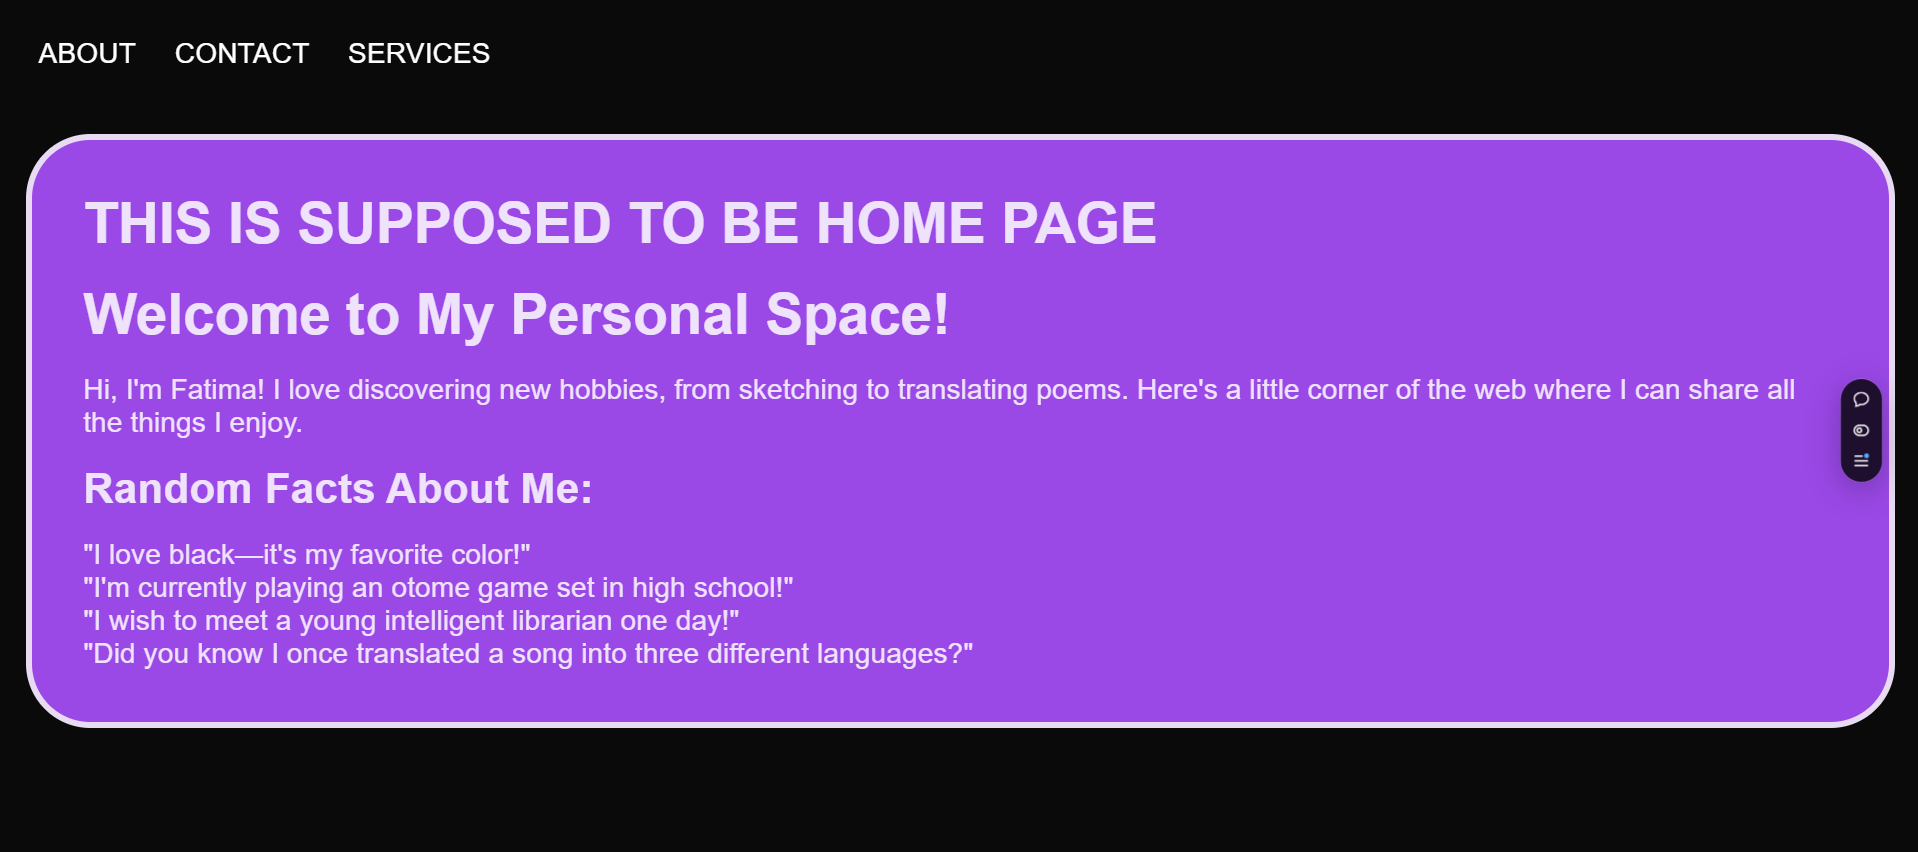 ABOUT CONTACT SERVICES
THIS IS SUPPOSED TO BE HOME PAGE
Welcome to My Personal Space!
Hi, I'm Fatima! I love discovering new hobbies, from sketching to translating poems. Here's a little corner of the web where I can share all
the things I enjoy.
Random Facts About Me:
"I love black—it's my favorite color!"
"I'm currently playing an otome game set in high school!"
"I wish to meet a young intelligent librarian one day!"
"Did you know I once translated a song into three different languages?"